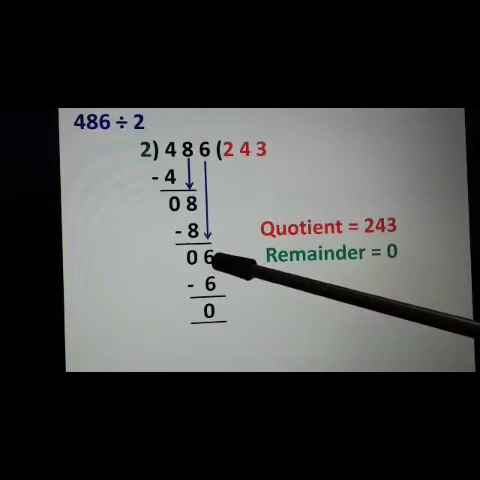 486 ÷ 2
2) 4 8 6 (2 4 3
- 4
0 8
- 8
Quotient = 243
0 6
Remainder = 0
- 6
0